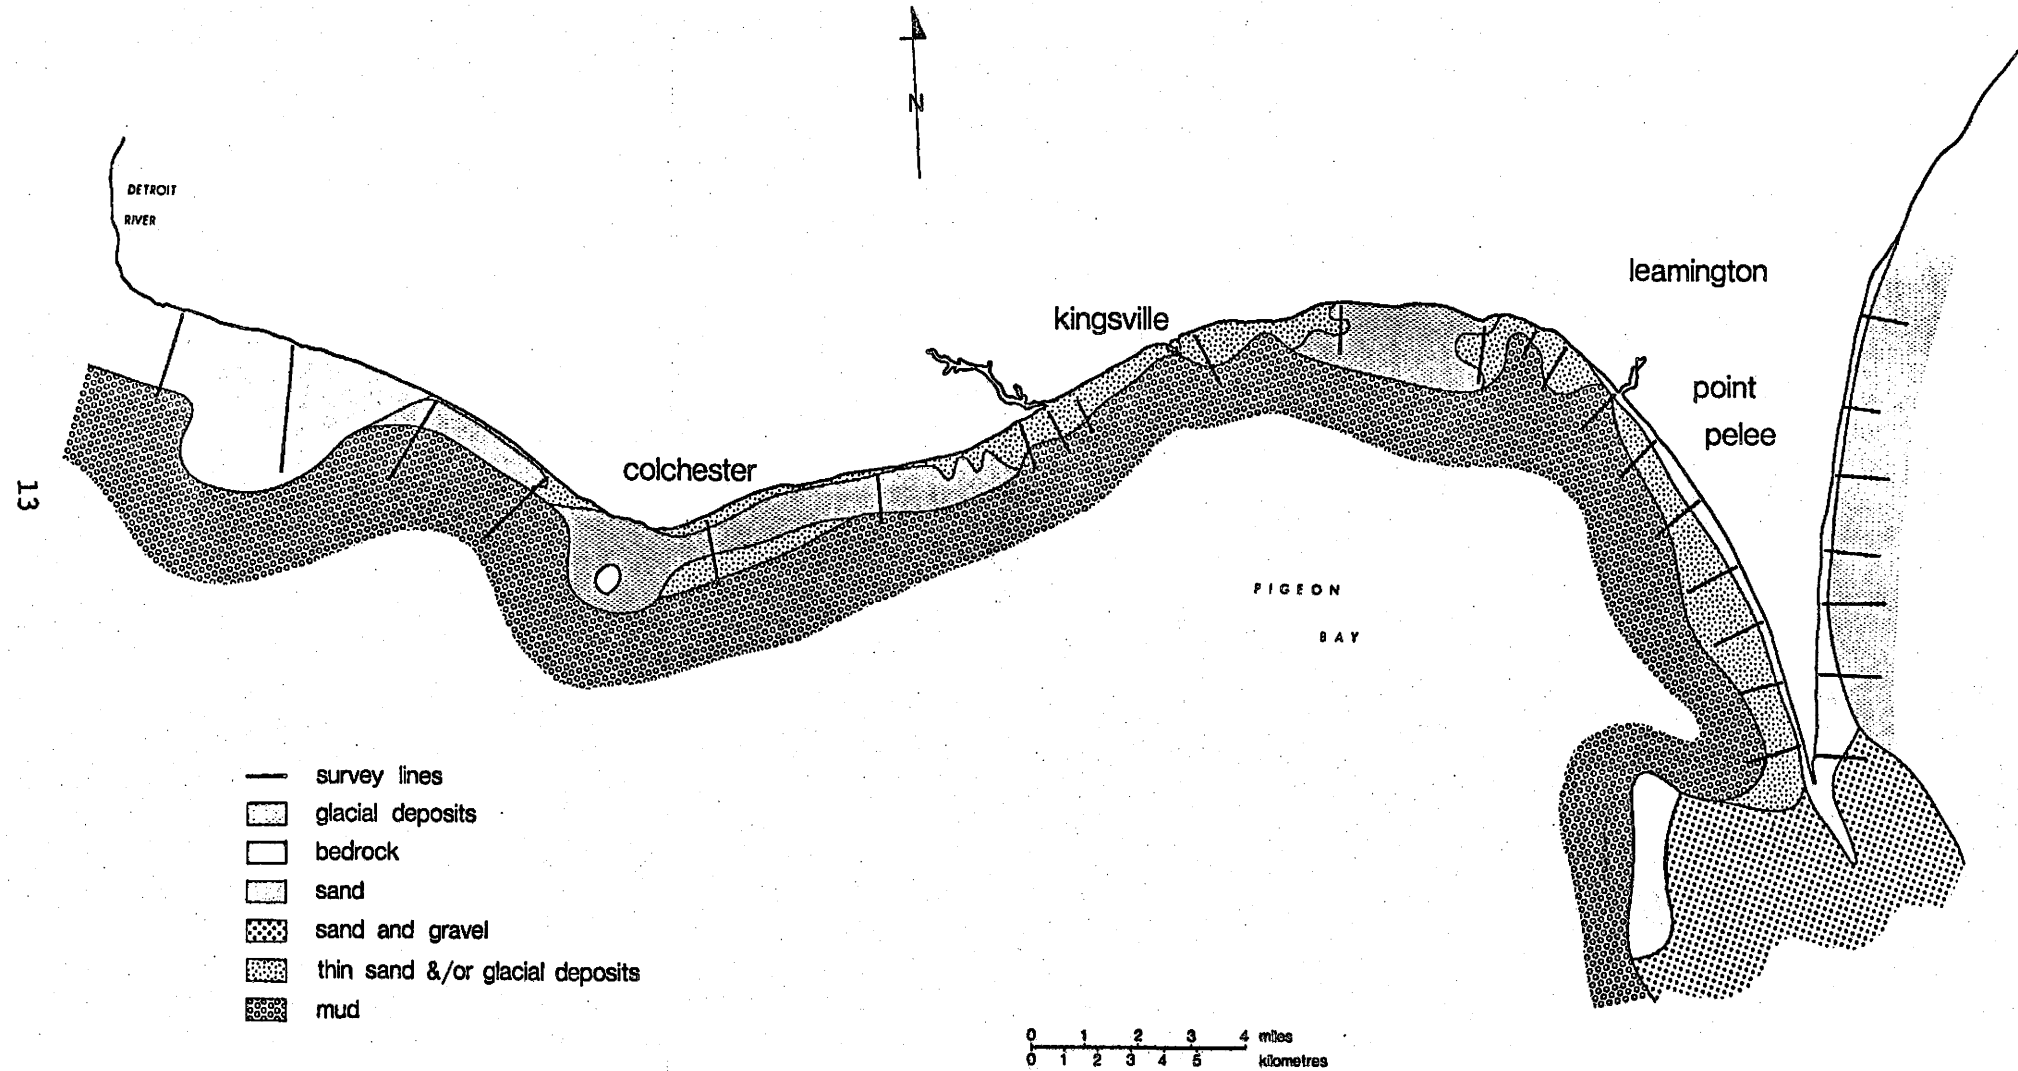 N
DETROIT
RIVER
leamington
kingsville
point
pelee
colchester
13
PIGEON
BAY
survey lines
glacial deposits
bedrock
sand
sand and gravel
thin sand &/or glacial deposits
mud
0 1 2 3 4 miles
0 1 2 3 4 5 kilometres